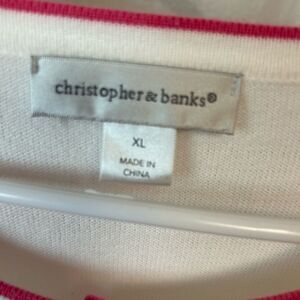 christopher & banks®
XL
MADE IN
CHINA